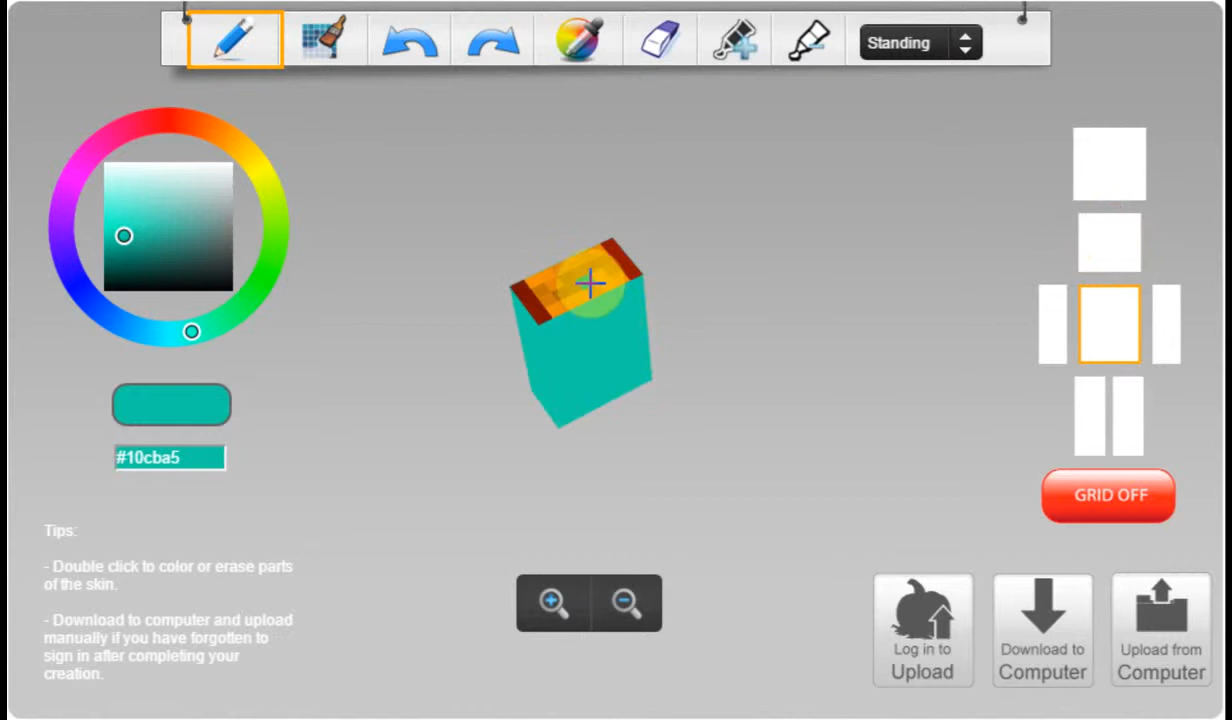 Standing
#10cba5
Tips:
- Double click to color or erase parts
of the skin.
- Download to computer and upload
manually if you have forgotten to
sign in after completing your
creation.
GRID OFF
Log in to
Upload
Download to
Computer
Upload from
Computer